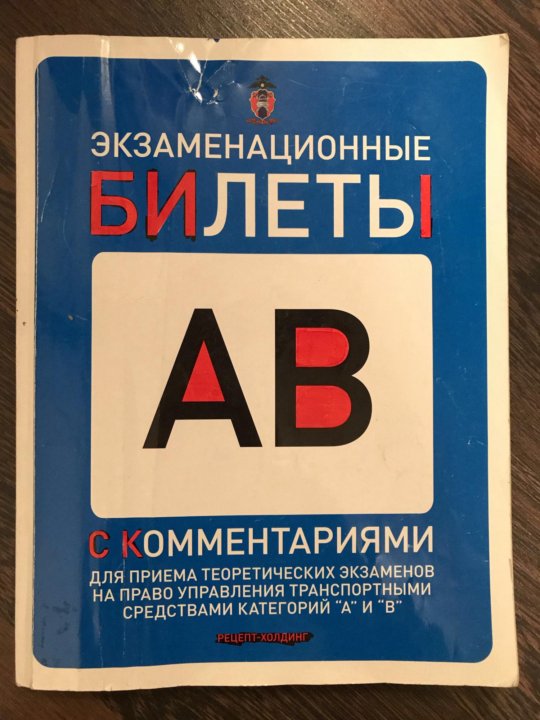 ЭКЗАМЕНАЦИОННЫЕ
БИЛЕТЫ
АВ
С КОММЕНТАРИЯМИ
ДЛЯ ПРИЕМА ТЕОРЕТИЧЕСКИХ ЭКЗАМЕНОВ
НА ПРАВО УПРАВЛЕНИЯ ТРАНСПОРТНЫМИ
СРЕДСТВАМИ КАТЕГОРИЙ "А" И "В"
РЕЦЕПТ-ХОЛДИНГ